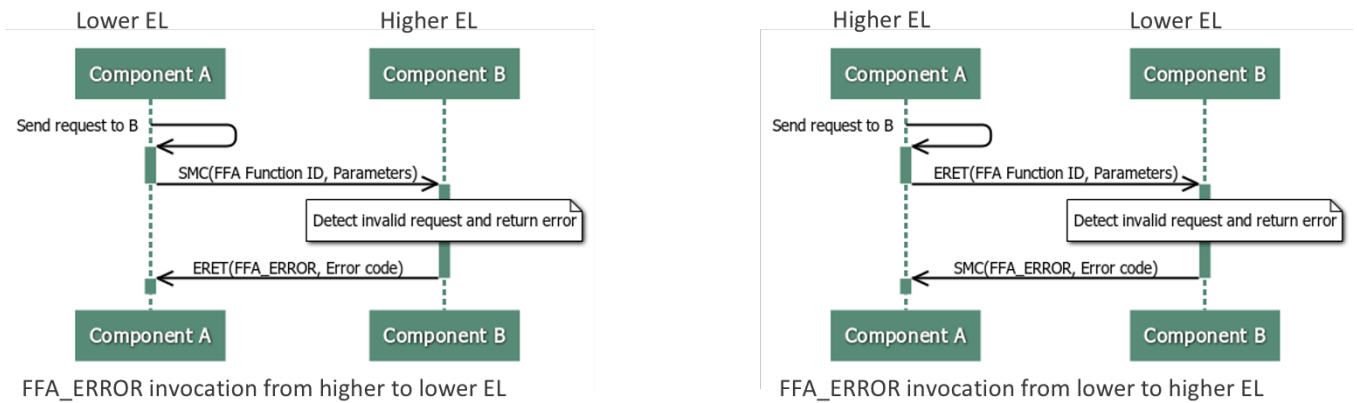 Lower EL
Higher EL
Component A
Component B
Send request to B
SMC(FFA Function ID, Parameters)
Detect invalid request and return error
ERET(FFA_ERROR, Error code)
Component A
Component B
FFA_ERROR invocation from higher to lower EL
Higher EL
Lower EL
Component A
Component B
Send request to B
ERET(FFA Function ID, Parameters)
Detect invalid request and return error
SMC(FFA_ERROR, Error code)
Component A
Component B
FFA_ERROR invocation from lower to higher EL